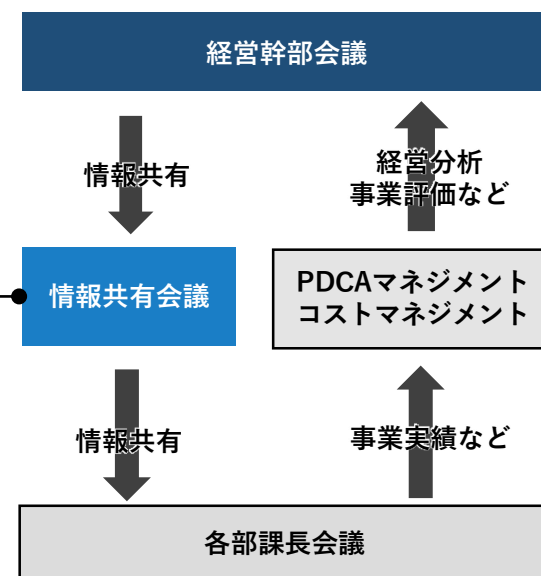 経営幹部会議
情報共有
経営分析
事業評価など
情報共有会議
PDCAマネジメント
コストマネジメント
情報共有
事業実績など
各部課長会議